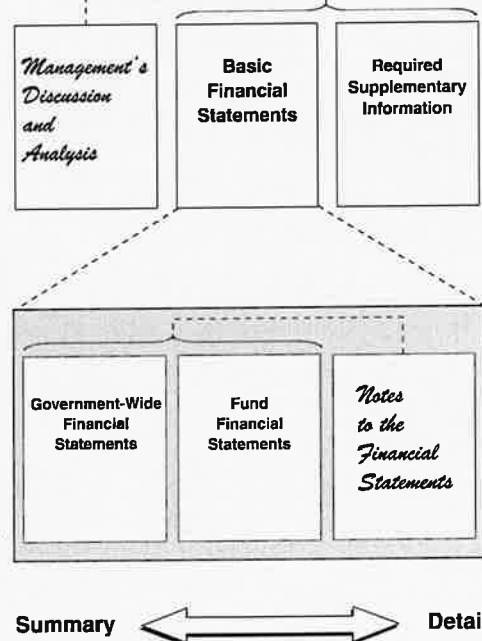 Management's
Discussion
and
Analysis
Basic
Financial
Statements
Required
Supplementary
Information
Government-Wide
Financial
Statements
Fund
Financial
Statements
Notes
to the
Financial
Statements
Summary
Detai